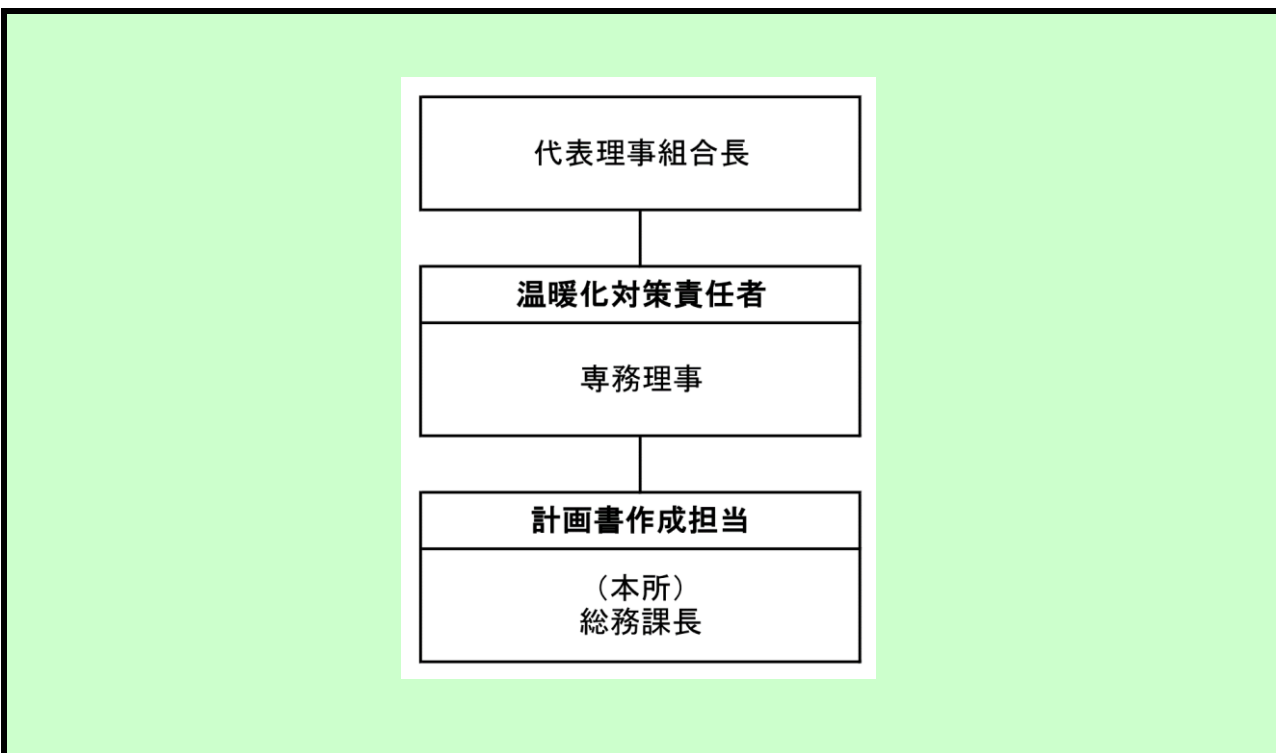 代表理事組合長
温暖化対策責任者
専務理事
計画書作成担当
（本所）
総務課長